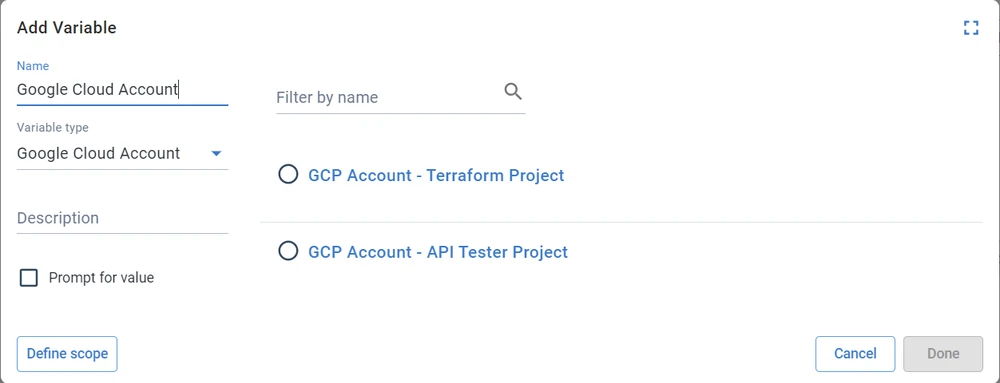 Add Variable
Name
Google Cloud Account
Variable type
Google Cloud Account
Description
Prompt for value
Filter by name
GCP Account - Terraform Project
GCP Account - API Tester Project
Define scope
Cancel
Done